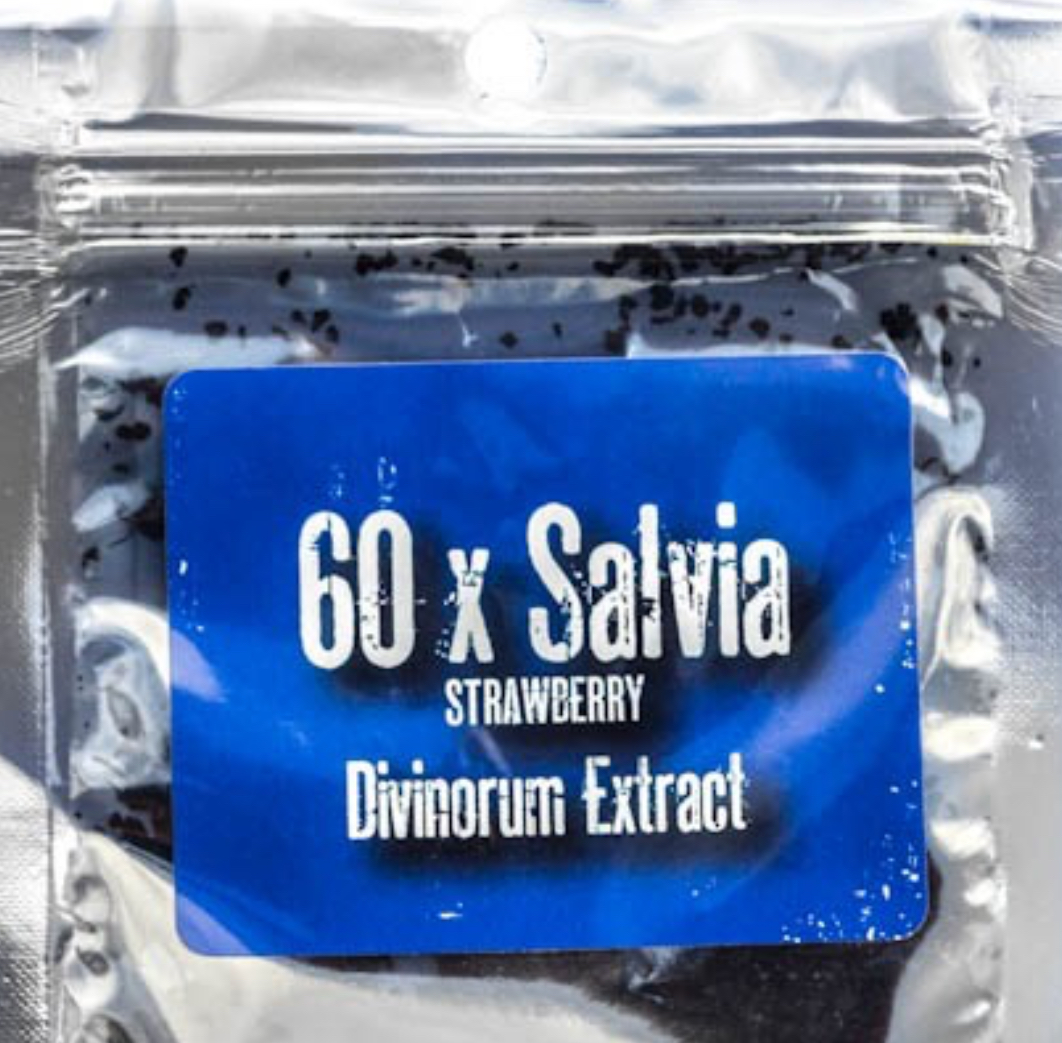 60 x Salvia
STRAWBERRY
Divinorum Extract